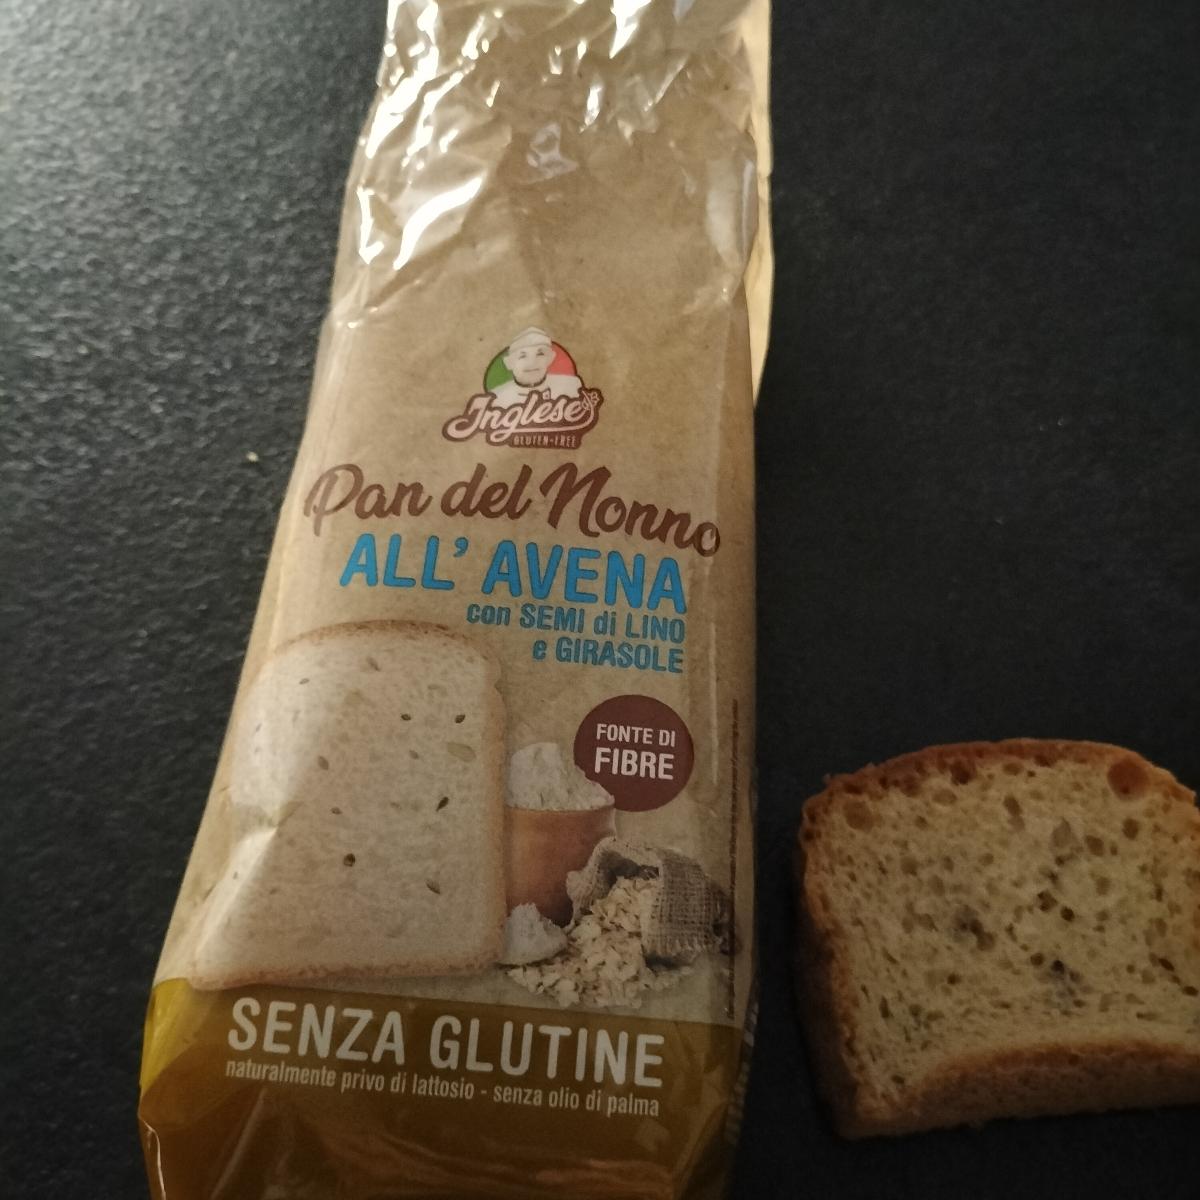 Inglese
GLUTEN-FREE
Pan del Nonno
ALL' AVENA
con SEMI di LINO
e GIRASOLE
FONTE DI
FIBRE
SENZA GLUTINE
naturalmente privo di lattosio - senza olio di palma